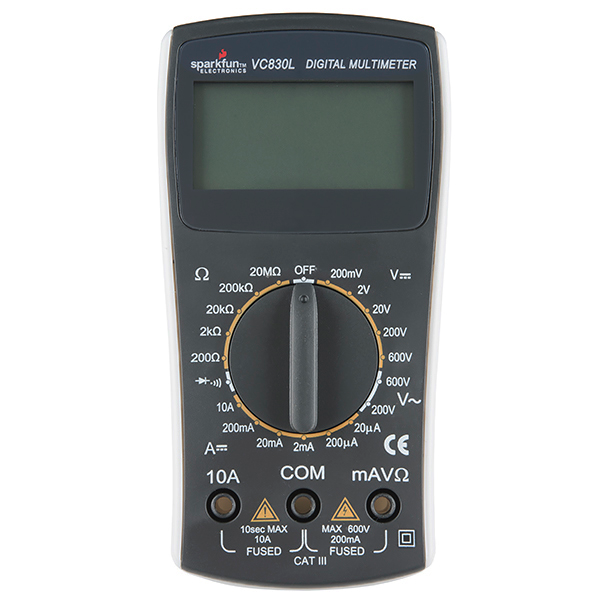 sparkfun™ VC830L DIGITAL MULTIMETER
ELECTRONICS
Ω 20MΩ OFF 200mV V⎓
200kΩ 2V
20kΩ 20V
2kΩ 200V
200Ω 600V
600V
10A 200V V~
200mA 20µA
A⎓ 20mA 2mA 200µA CE
10A COM mAVΩ
10sec MAX MAX 600V
10A 200mA
FUSED FUSED
CAT III